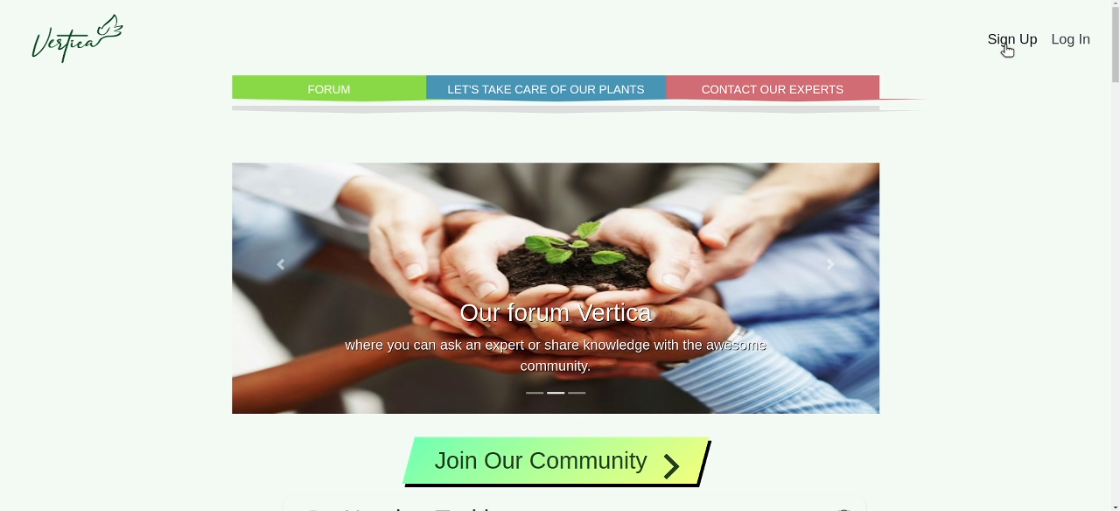 Vertica
Sign Up Log In
FORUM LET'S TAKE CARE OF OUR PLANTS CONTACT OUR EXPERTS
Our forum Vertica
where you can ask an expert or share knowledge with the awesome
community.
Join Our Community